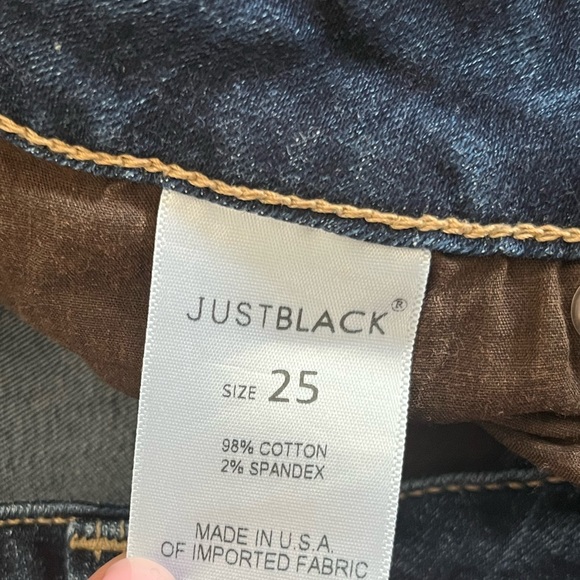 JUSTBLACK®
SIZE 25
98% COTTON
2% SPANDEX
MADE IN U.S.A.
OF IMPORTED FABRIC